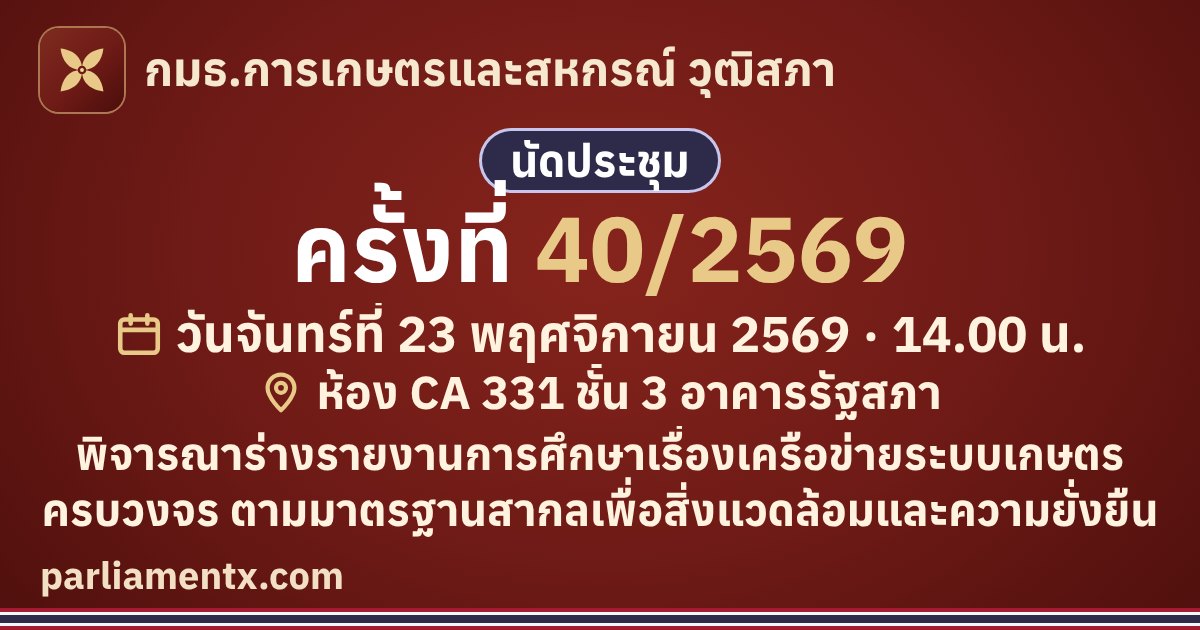 กมธ.การเกษตรและสหกรณ์ วุฒิสภา
นัดประชุม
ครั้งที่ 40/2569
วันจันทร์ที่ 23 พฤศจิกายน 2569 · 14.00 น.
ห้อง CA 331 ชั้น 3 อาคารรัฐสภา
พิจารณาร่างรายงานการศึกษาเรื่องเครือข่ายระบบเกษตร
ครบวงจร ตามมาตรฐานสากลเพื่อสิ่งแวดล้อมและความยั่งยืน
parliamentx.com